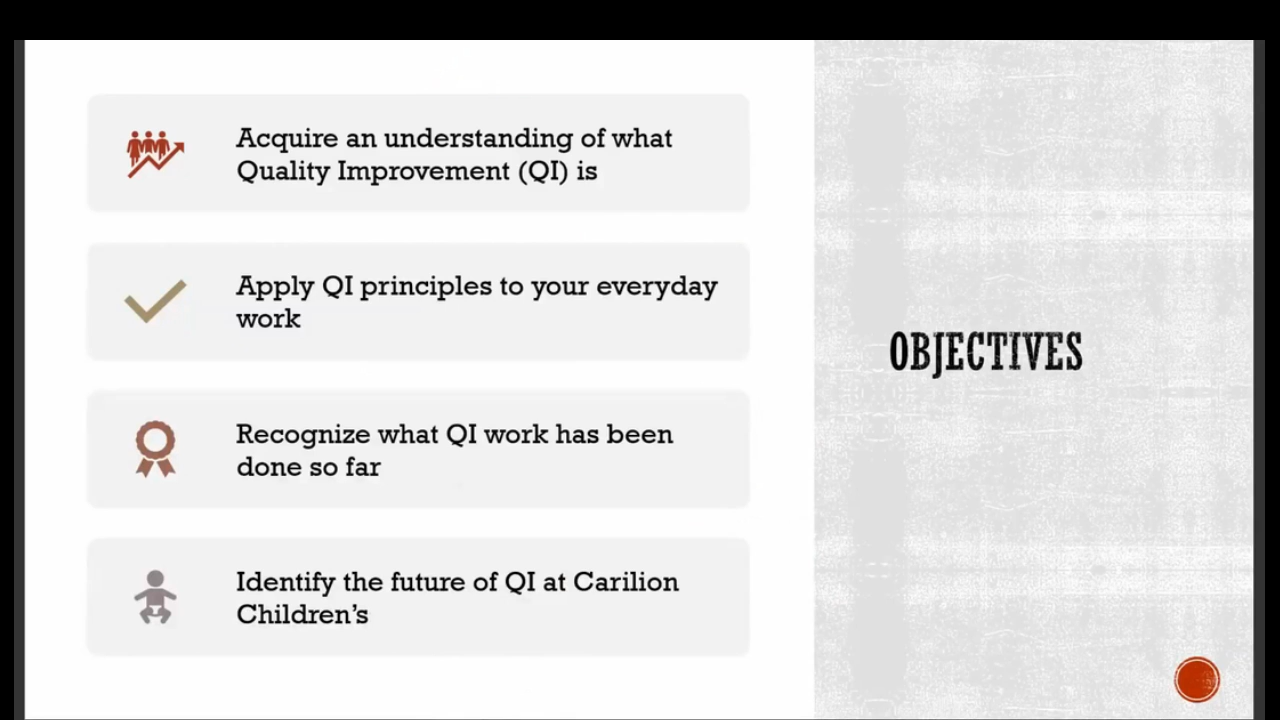 Acquire an understanding of what
Quality Improvement (QI) is
Apply QI principles to your everyday
work
Recognize what QI work has been
done so far
Identify the future of QI at Carilion
Children’s
OBJECTIVES